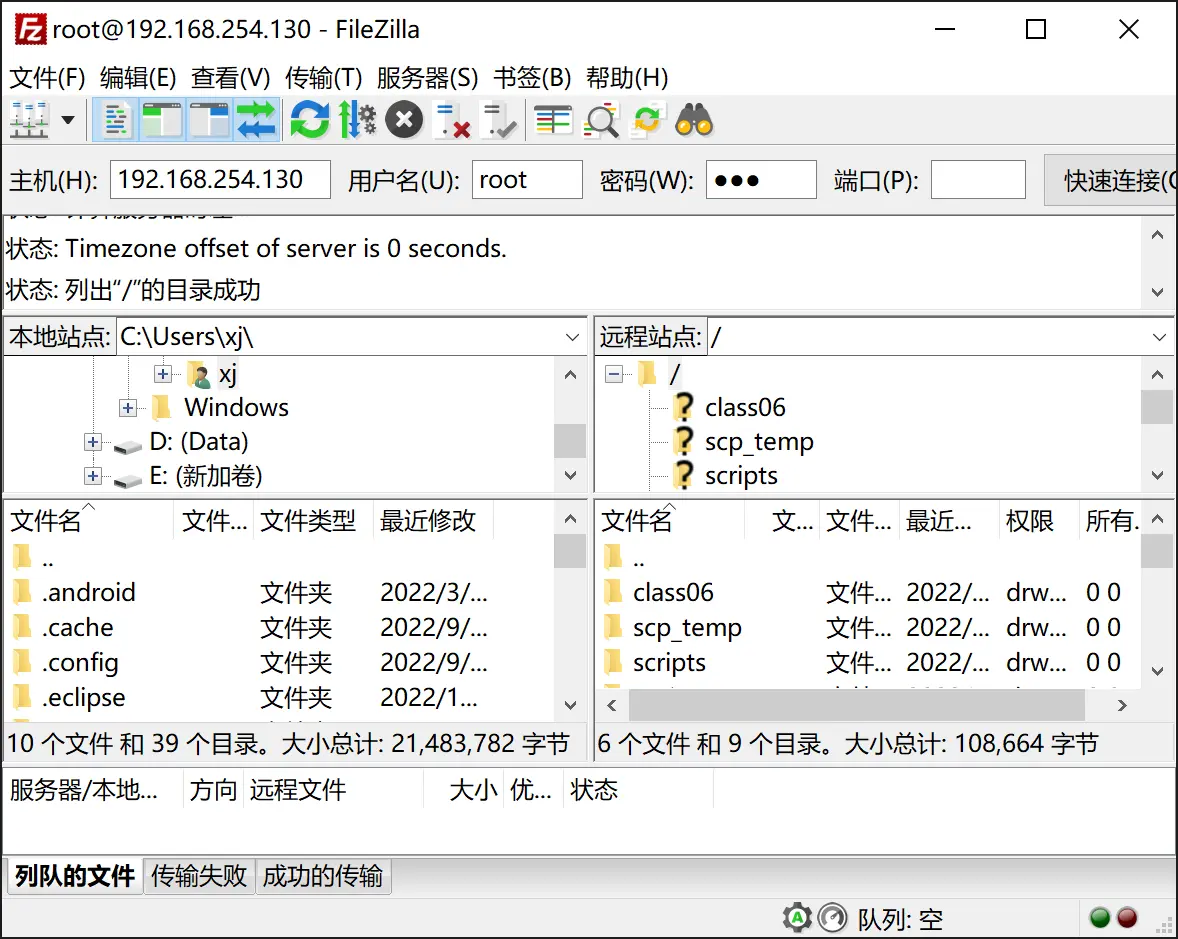 root@192.168.254.130 - FileZilla
文件(F) 编辑(E) 查看(V) 传输(T) 服务器(S) 书签(B) 帮助(H)
主机(H): 192.168.254.130 用户名(U): root 密码(W): ●●● 端口(P): 快速连接(
状态: Timezone offset of server is 0 seconds.
状态: 列出“/”的目录成功
本地站点: C:\Users\xj\
xj
Windows
D: (Data)
E: (新加卷)
远程站点: /
/
class06
scp_temp
scripts
文件名 文件... 文件类型 最近修改
..
.android 文件夹 2022/3/...
.cache 文件夹 2022/9/...
.config 文件夹 2022/9/...
.eclipse 文件夹 2022/1...
10 个文件 和 39 个目录。大小总计: 21,483,782 字节
文件名 文... 文件... 最近... 权限 所有.
..
class06 文件... 2022/... drw... 0 0
scp_temp 文件... 2022/... drw... 0 0
scripts 文件... 2022/... drw... 0 0
6 个文件 和 9 个目录。大小总计: 108,664 字节
服务器/本地... 方向 远程文件 大小 优... 状态
列队的文件 传输失败 成功的传输
队列: 空